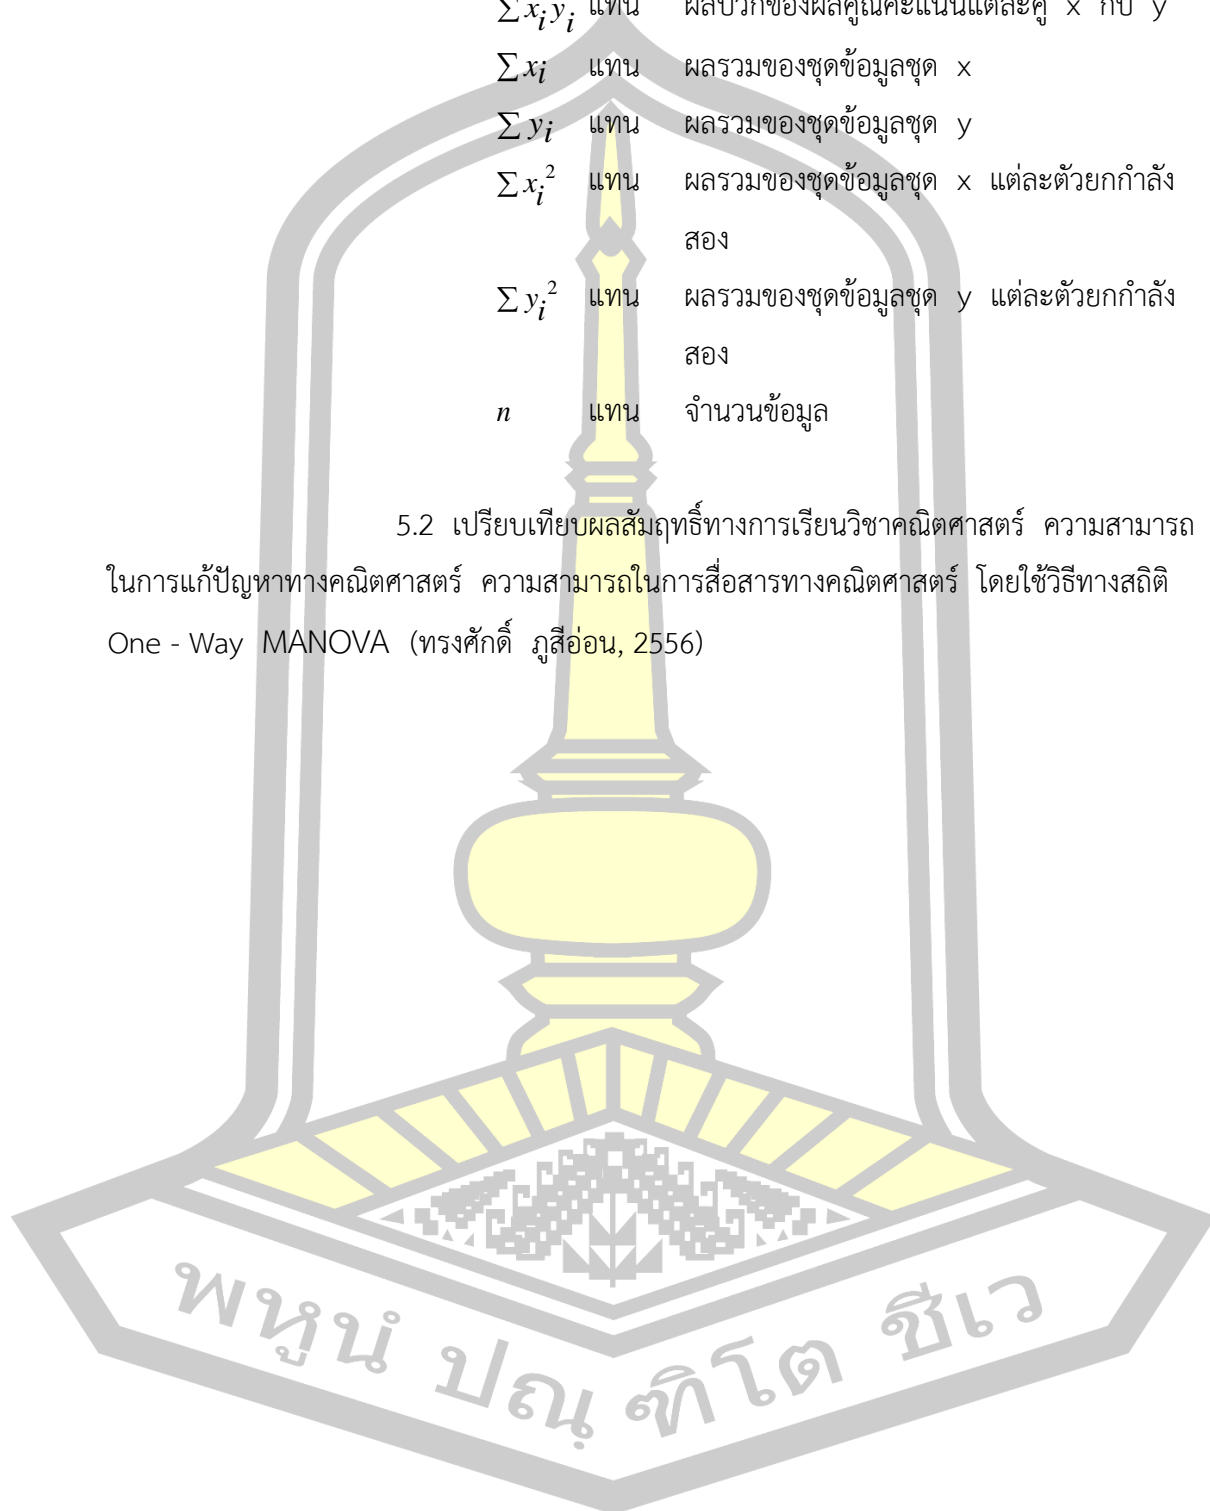 ∑xᵢyᵢ แทน ผลบวกของผลคูณคะแนนแต่ละคู่ x กับ y
∑xᵢ แทน ผลรวมของชุดข้อมูลชุด x
∑yᵢ แทน ผลรวมของชุดข้อมูลชุด y
∑xᵢ² แทน ผลรวมของชุดข้อมูลชุด x แต่ละตัวยกกำลัง
สอง
∑yᵢ² แทน ผลรวมของชุดข้อมูลชุด y แต่ละตัวยกกำลัง
สอง
n แทน จำนวนข้อมูล
5.2 เปรียบเทียบผลสัมฤทธิ์ทางการเรียนวิชาคณิตศาสตร์ ความสามารถ
ในการแก้ปัญหาทางคณิตศาสตร์ ความสามารถในการสื่อสารทางคณิตศาสตร์ โดยใช้วิธีทางสถิติ
One - Way MANOVA (ทรงศักดิ์ ภูสีอ่อน, 2556)
พหูนํ ปณฺฑิโต ชีเว